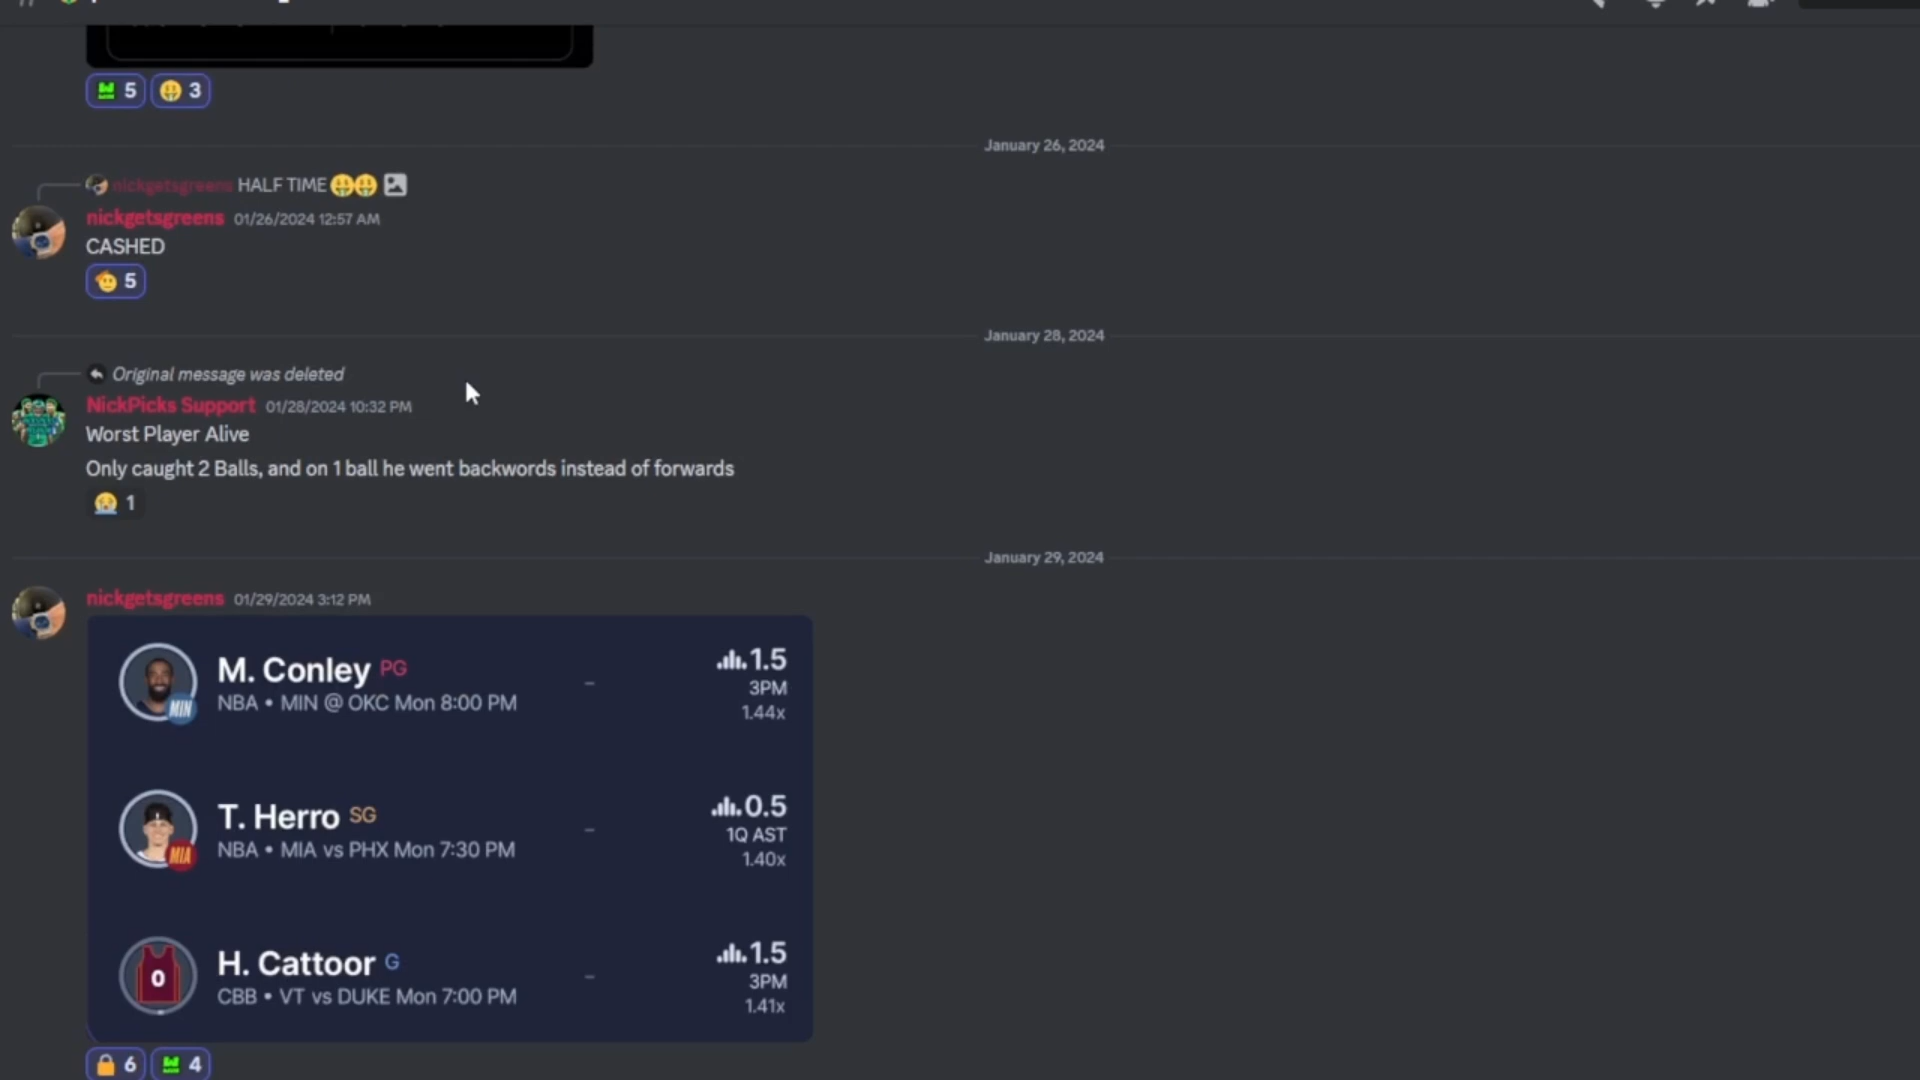 5 3
January 26, 2024
nickgetsgreens HALF TIME
nickgetsgreens 01/26/2024 12:57 AM
CASHED
5
January 28, 2024
Original message was deleted
NickPicks Support 01/28/2024 10:32 PM
Worst Player Alive
Only caught 2 Balls, and on 1 ball he went backwords instead of forwards
1
January 29, 2024
nickgetsgreens 01/29/2024 3:12 PM
M. Conley PG 1.5
MIN NBA • MIN @ OKC Mon 8:00 PM - 3PM
1.44x
T. Herro SG 0.5
MIA NBA • MIA vs PHX Mon 7:30 PM - 1Q AST
1.40x
H. Cattoor G 1.5
0 CBB • VT vs DUKE Mon 7:00 PM - 3PM
1.41x
6 4